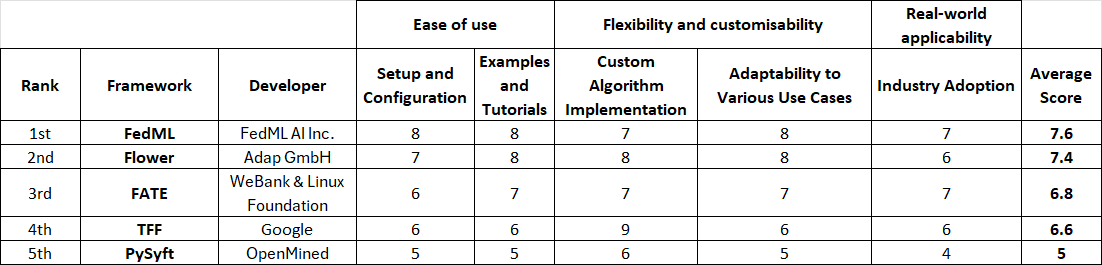 Ease of use Flexibility and customisability Real-world
applicability
Rank Framework Developer Setup and
Configuration Examples
and
Tutorials Custom
Algorithm
Implementation Adaptability to
Various Use Cases Industry Adoption Average
Score
1st FedML FedML AI Inc. 8 8 7 8 7 7.6
2nd Flower Adap GmbH 7 8 8 8 6 7.4
3rd FATE WeBank & Linux
Foundation 6 7 7 7 7 6.8
4th TFF Google 6 6 9 6 6 6.6
5th PySyft OpenMined 5 5 6 5 4 5